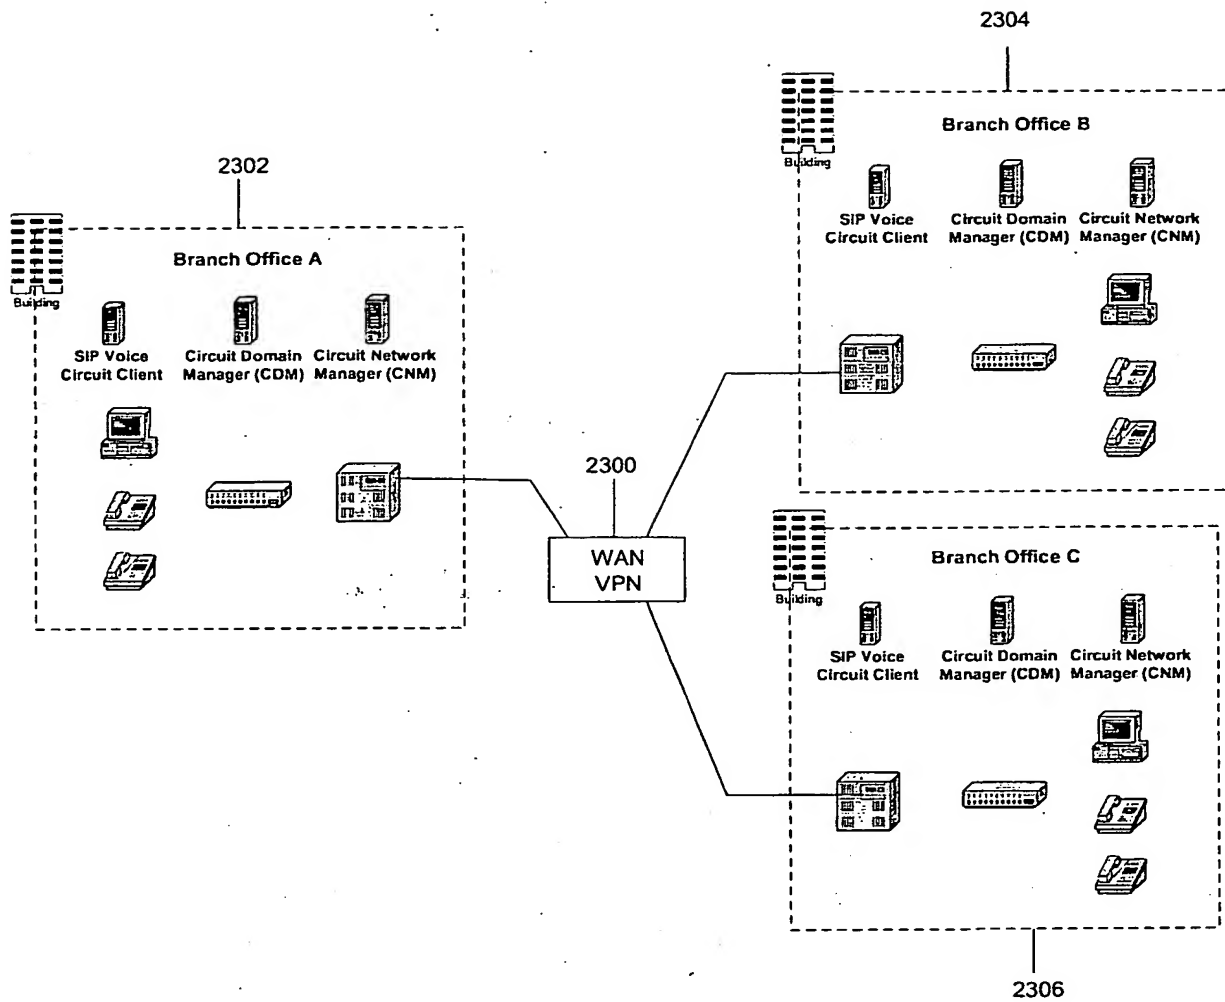 2304
Branch Office B
Building
SIP Voice
Circuit Client
Circuit Domain
Manager (CDM)
Circuit Network
Manager (CNM)
2302
Branch Office A
Building
SIP Voice
Circuit Client
Circuit Domain
Manager (CDM)
Circuit Network
Manager (CNM)
2300
WAN
VPN
Branch Office C
Building
SIP Voice
Circuit Client
Circuit Domain
Manager (CDM)
Circuit Network
Manager (CNM)
2306